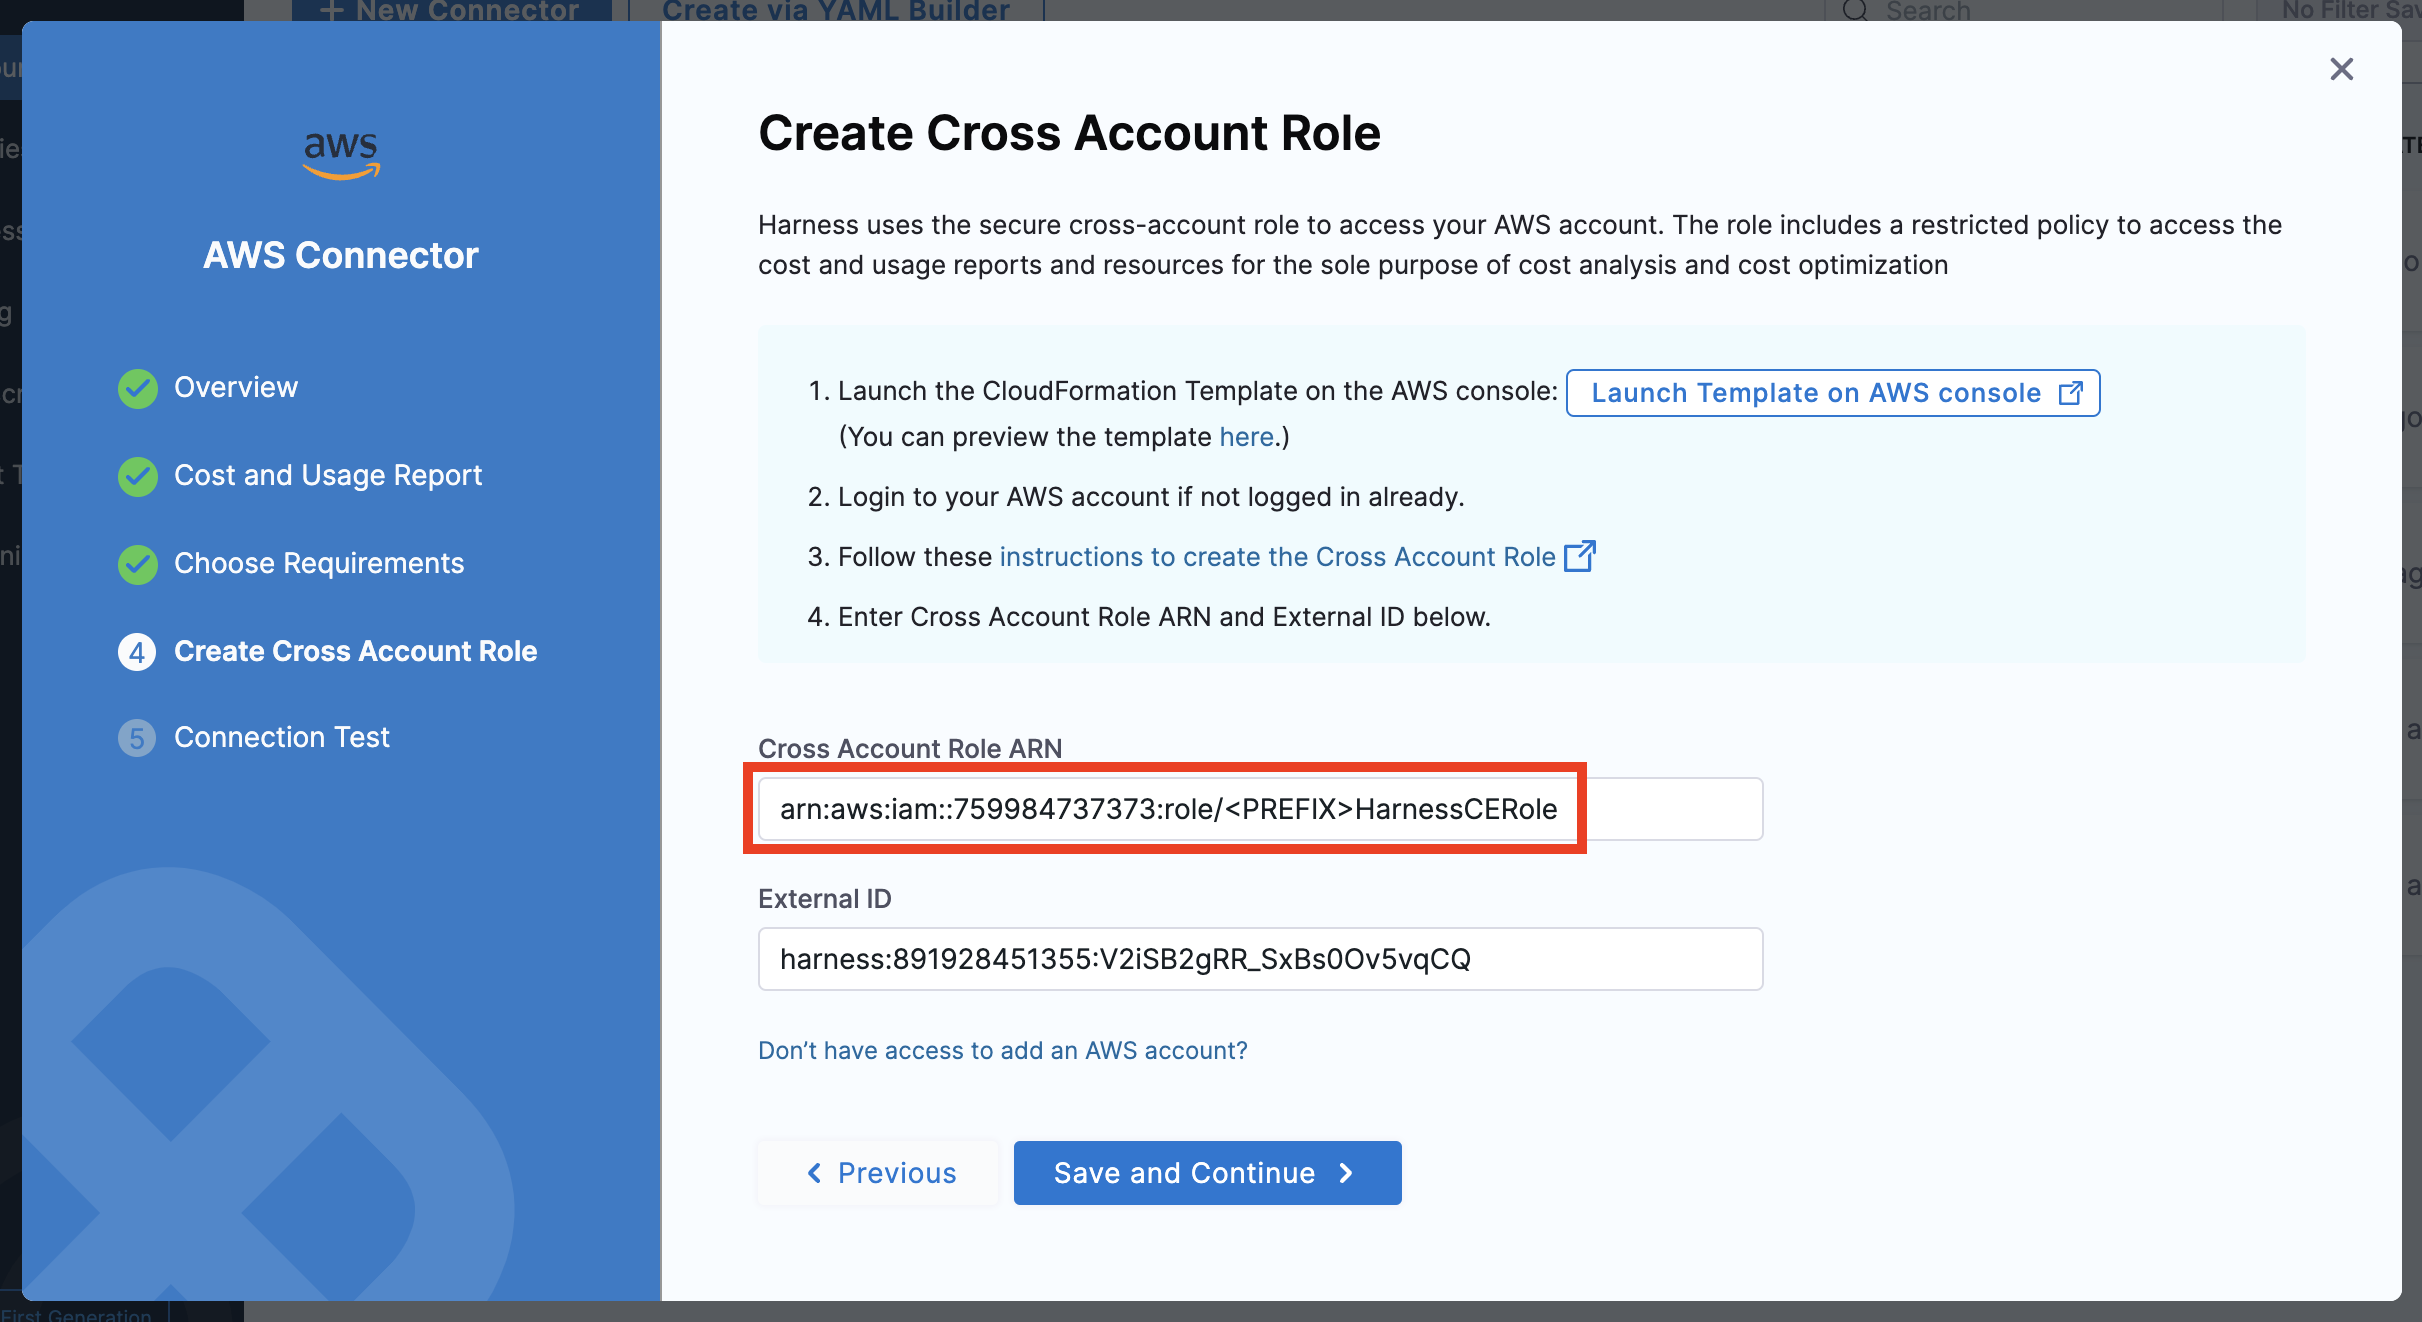 + New Connector
Create via YAML Builder
Search
No Filter Sav
aws
AWS Connector
Overview
Cost and Usage Report
Choose Requirements
4 Create Cross Account Role
5 Connection Test
First Generation
Create Cross Account Role
Harness uses the secure cross-account role to access your AWS account. The role includes a restricted policy to access the
cost and usage reports and resources for the sole purpose of cost analysis and cost optimization
1. Launch the CloudFormation Template on the AWS console: Launch Template on AWS console
(You can preview the template here.)
2. Login to your AWS account if not logged in already.
3. Follow these instructions to create the Cross Account Role
4. Enter Cross Account Role ARN and External ID below.
Cross Account Role ARN
arn:aws:iam::759984737373:role/<PREFIX>HarnessCERole
External ID
harness:891928451355:V2iSB2gRR_SxBs0Ov5vqCQ
Don't have access to add an AWS account?
Previous
Save and Continue